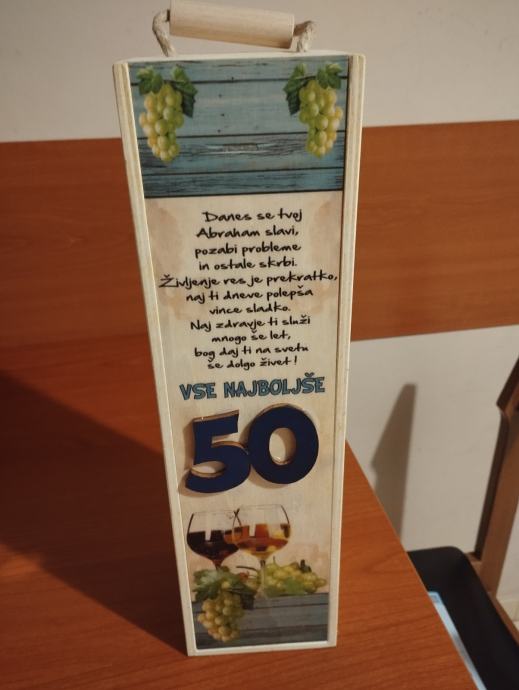 Danes se tvoj
Abraham slavi,
pozabi probleme
in ostale skrbi.
Življenje res je prekratko,
naj ti dneve polepša
vince sladko.
Naj zdravje ti služi
mnogo še let,
bog daj ti na svetu
še dolgo živet!
VSE NAJBOLJŠE
50